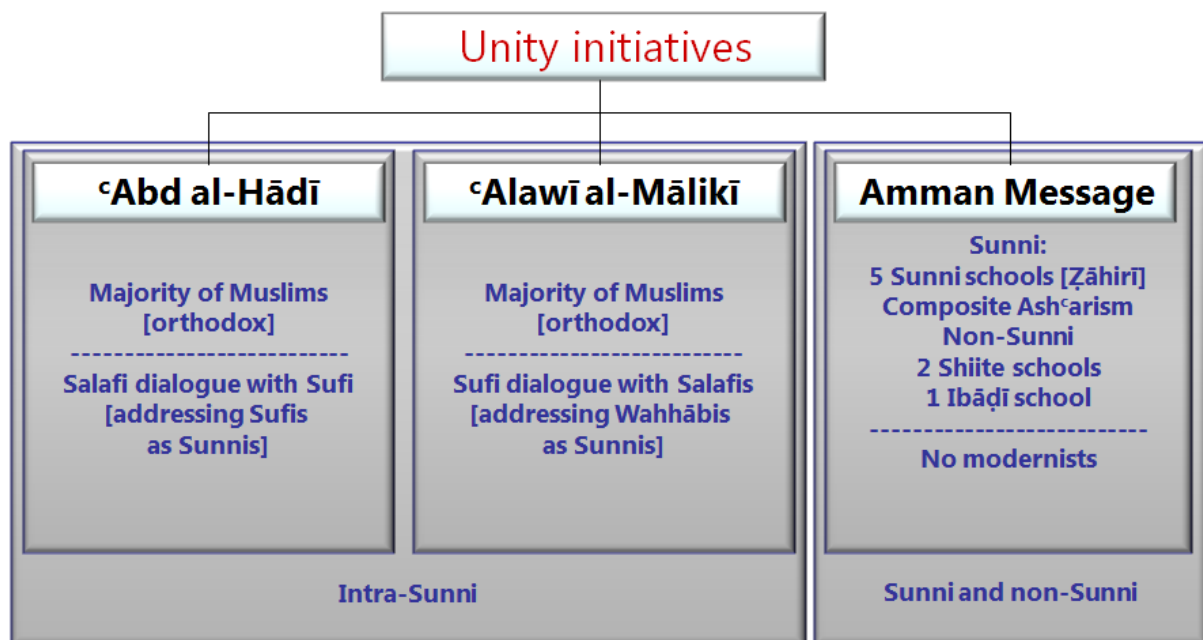 Unity initiatives
ᶜAbd al-Hādī
Majority of Muslims
[orthodox]
---------------------------
Salafi dialogue with Sufi
[addressing Sufis
as Sunnis]
ᶜAlawī al-Mālikī
Majority of Muslims
[orthodox]
---------------------------
Sufi dialogue with Salafis
[addressing Wahhābis
as Sunnis]
Intra-Sunni
Amman Message
Sunni:
5 Sunni schools [Ẓāhirī]
Composite Ashᶜarism
Non-Sunni
2 Shiite schools
1 Ibāḍī school
---------------------------
No modernists
Sunni and non-Sunni